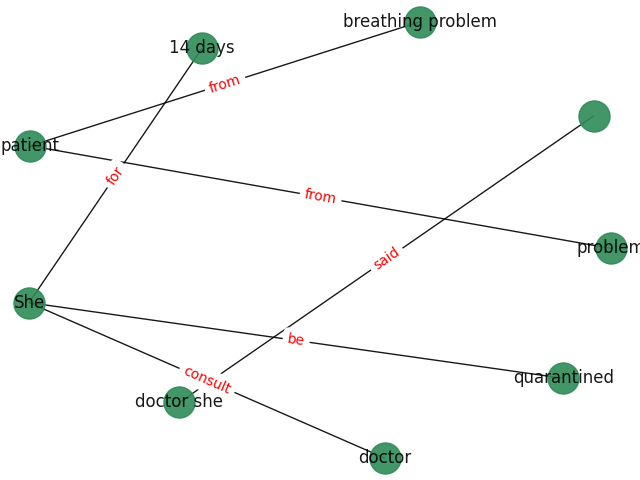 breathing problem
14 days
from
patient
for
from
problem
said
She
be
consult
quarantined
doctor she
doctor